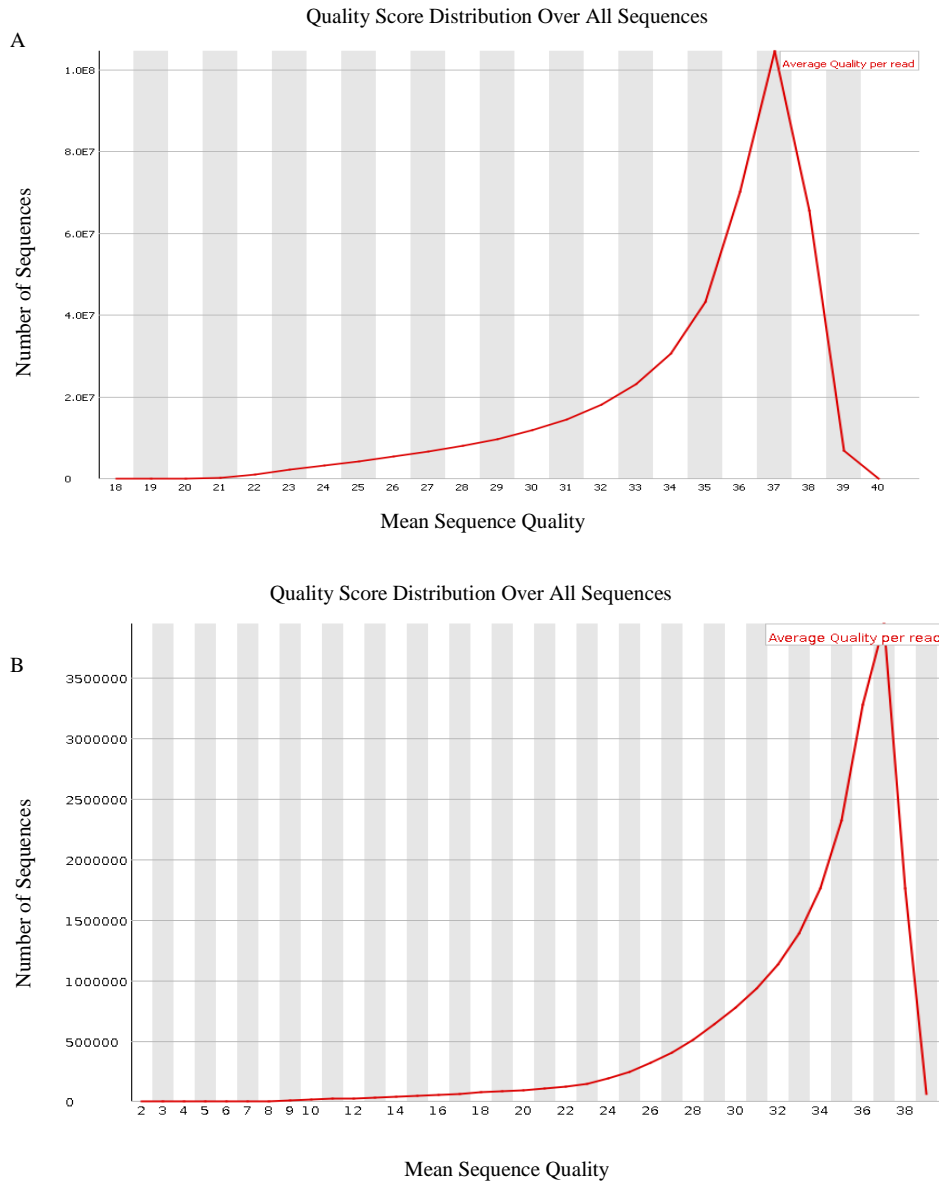 Quality Score Distribution Over All Sequences
A
Average Quality per read
1.0E8
8.0E7
6.0E7
4.0E7
2.0E7
0
Number of Sequences
18 19 20 21 22 23 24 25 26 27 28 29 30 31 32 33 34 35 36 37 38 39 40
Mean Sequence Quality
Quality Score Distribution Over All Sequences
B
Average Quality per read
3500000
3000000
2500000
2000000
1500000
1000000
500000
0
Number of Sequences
2 3 4 5 6 7 8 9 10 12 14 16 18 20 22 24 26 28 30 32 34 36 38
Mean Sequence Quality